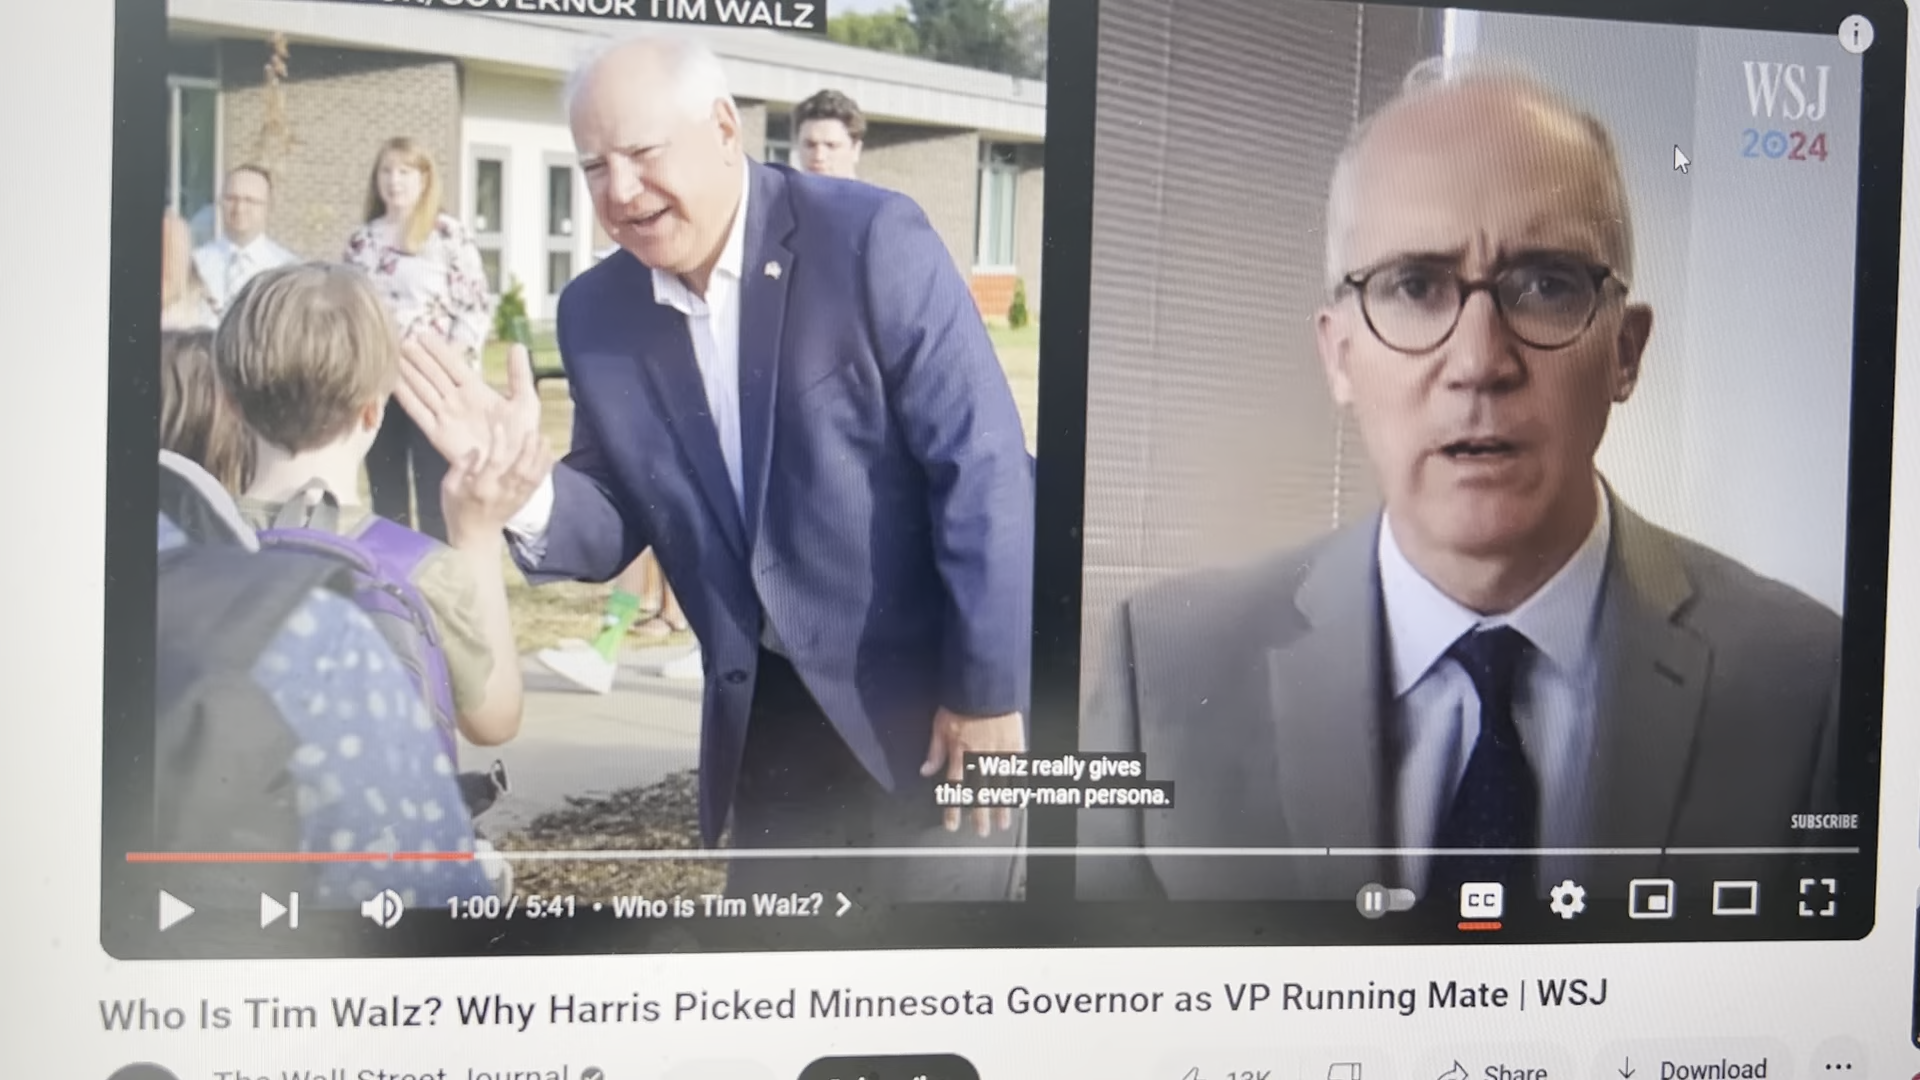 GOVERNOR TIM WALZ
WSJ
2024
- Walz really gives
this every-man persona.
SUBSCRIBE
1:00 / 5:41 • Who is Tim Walz? >
CC
Who Is Tim Walz? Why Harris Picked Minnesota Governor as VP Running Mate | WSJ
The Wall Street Journal
13K
Share
Download
...